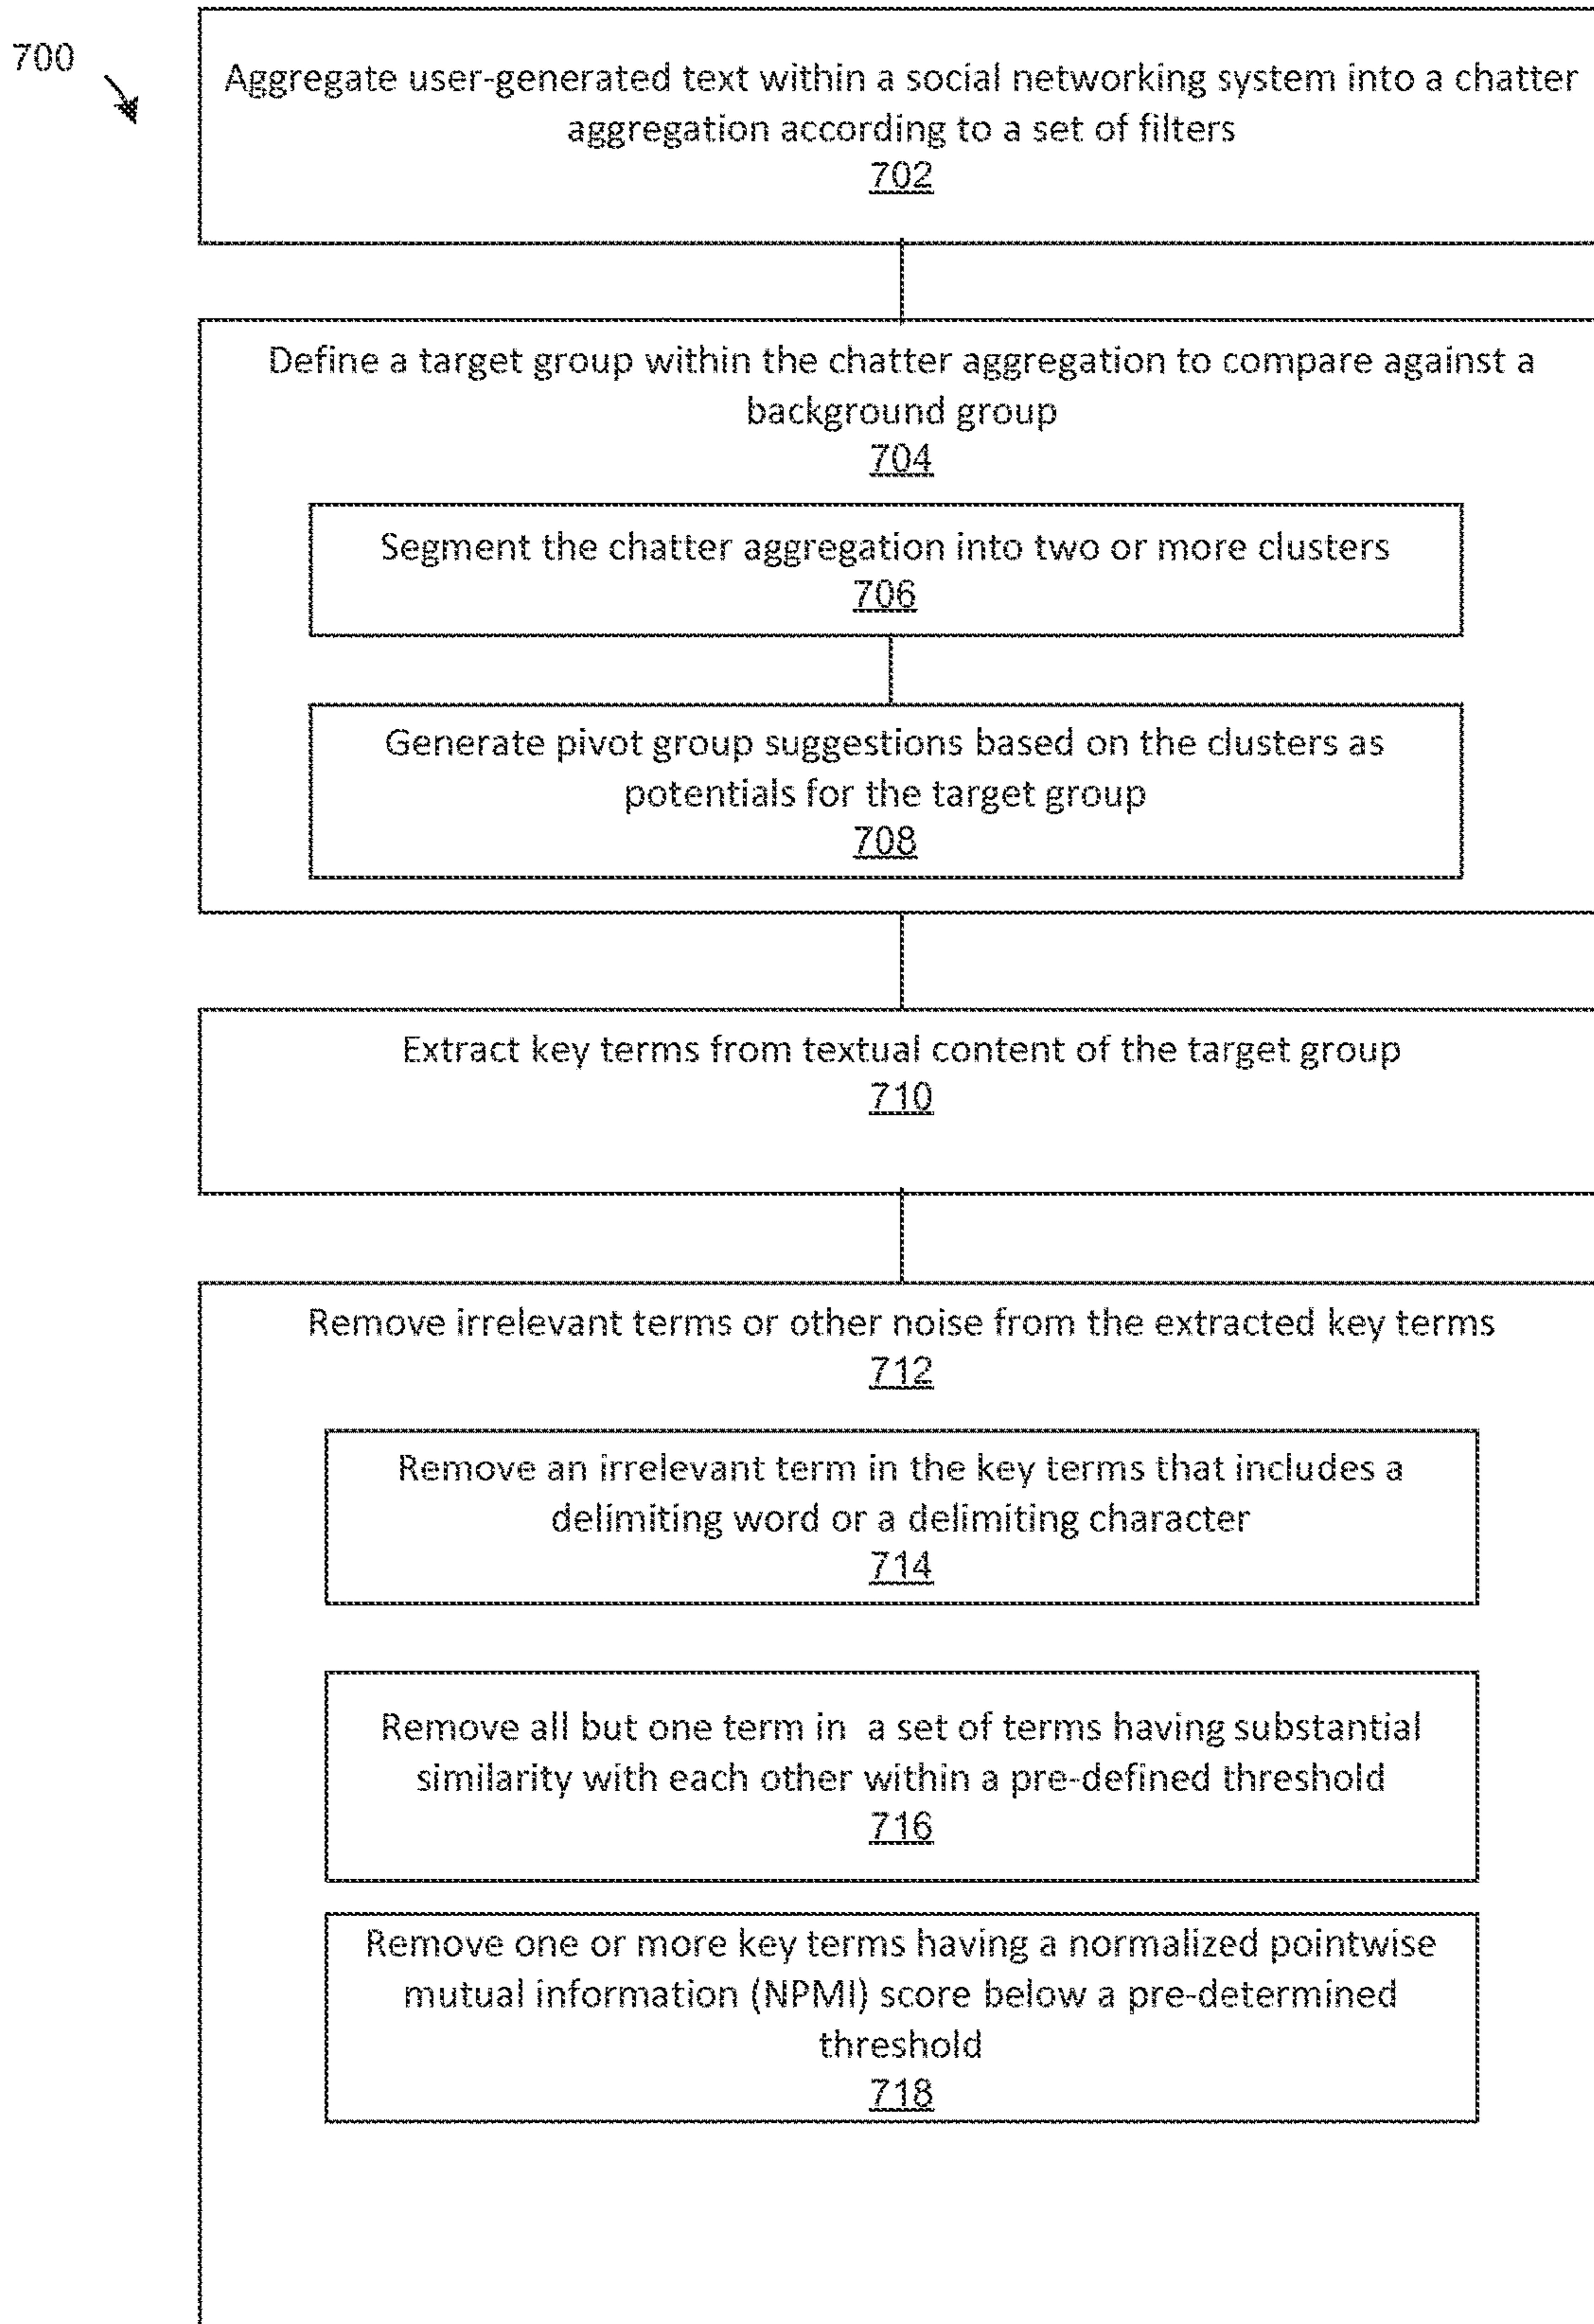 700
Aggregate user-generated text within a social networking system into a chatter
aggregation according to a set of filters
702
Define a target group within the chatter aggregation to compare against a
background group
704
Segment the chatter aggregation into two or more clusters
706
Generate pivot group suggestions based on the clusters as
potentials for the target group
708
Extract key terms from textual content of the target group
710
Remove irrelevant terms or other noise from the extracted key terms
712
Remove an irrelevant term in the key terms that includes a
delimiting word or a delimiting character
714
Remove all but one term in a set of terms having substantial
similarity with each other within a pre-defined threshold
716
Remove one or more key terms having a normalized pointwise
mutual information (NPMI) score below a pre-determined
threshold
718